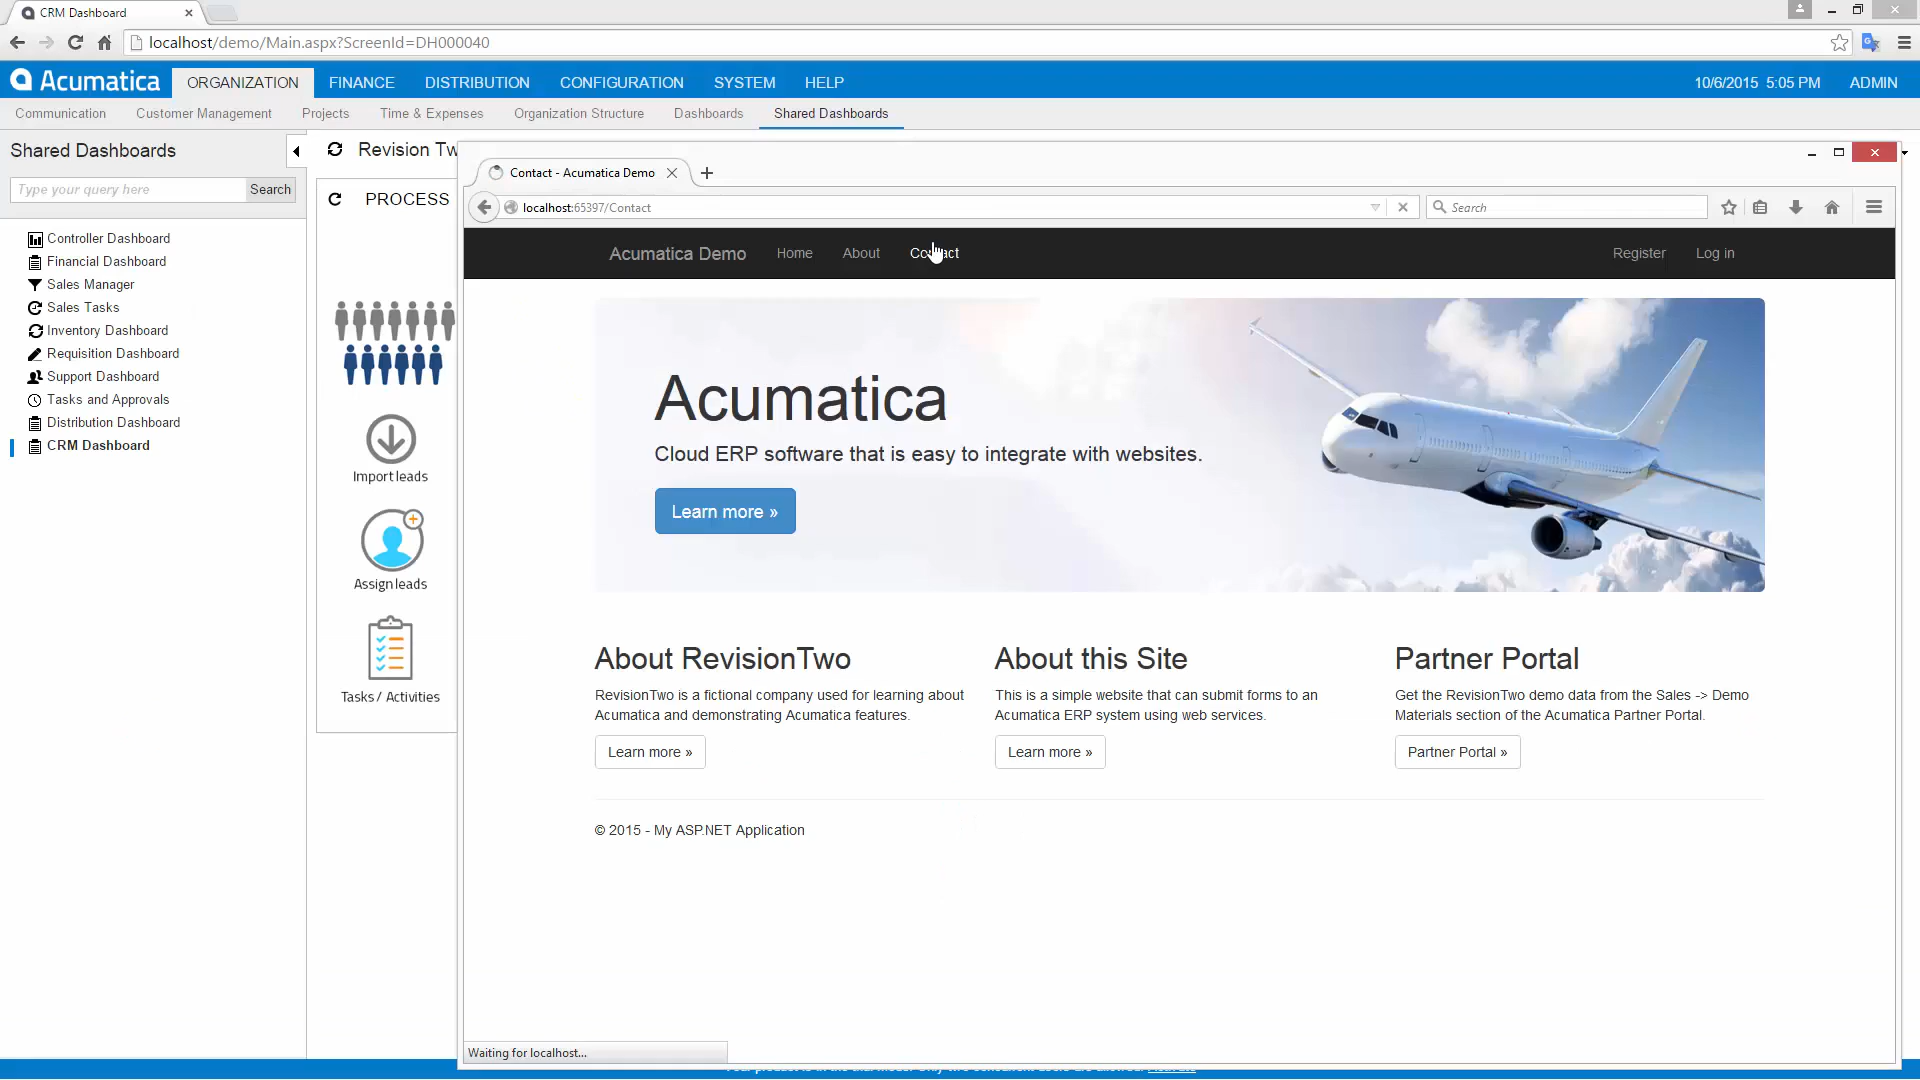 CRM Dashboard
localhost/demo/Main.aspx?ScreenId=DH000040
Acumatica
ORGANIZATION FINANCE DISTRIBUTION CONFIGURATION SYSTEM HELP
10/6/2015 5:05 PM ADMIN
Communication Customer Management Projects Time & Expenses Organization Structure Dashboards Shared Dashboards
Shared Dashboards
Type your query here Search
Controller Dashboard
Financial Dashboard
Sales Manager
Sales Tasks
Inventory Dashboard
Requisition Dashboard
Support Dashboard
Tasks and Approvals
Distribution Dashboard
CRM Dashboard
Revision Tw
PROCESS
Import leads
Assign leads
Tasks / Activities
Contact - Acumatica Demo
localhost:65397/Contact
Search
Acumatica Demo Home About Contact Register Log in
Acumatica
Cloud ERP software that is easy to integrate with websites.
Learn more »
About RevisionTwo
RevisionTwo is a fictional company used for learning about
Acumatica and demonstrating Acumatica features.
Learn more »
About this Site
This is a simple website that can submit forms to an
Acumatica ERP system using web services.
Learn more »
Partner Portal
Get the RevisionTwo demo data from the Sales -> Demo
Materials section of the Acumatica Partner Portal.
Partner Portal »
© 2015 - My ASP.NET Application
Waiting for localhost...